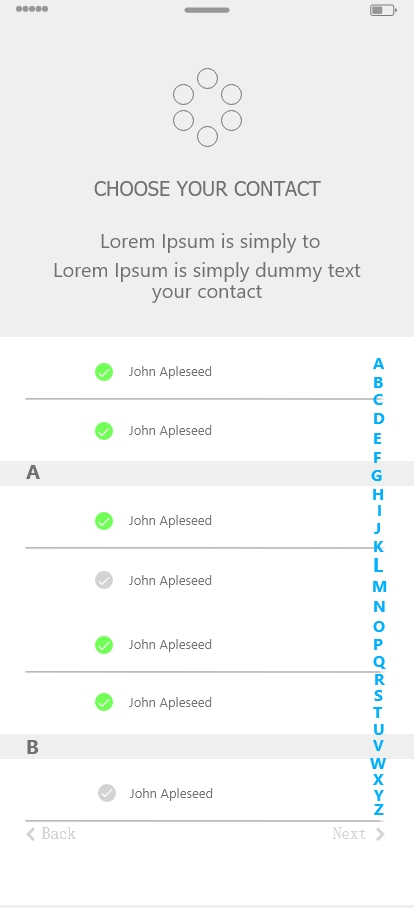 CHOOSE YOUR CONTACT
Lorem Ipsum is simply to
Lorem Ipsum is simply dummy text
your contact
John Apleseed
John Apleseed
A
John Apleseed
John Apleseed
John Apleseed
John Apleseed
B
John Apleseed
Back
Next
A
B
C
D
E
F
G
H
I
J
K
L
M
N
O
P
Q
R
S
T
U
V
W
X
Y
Z